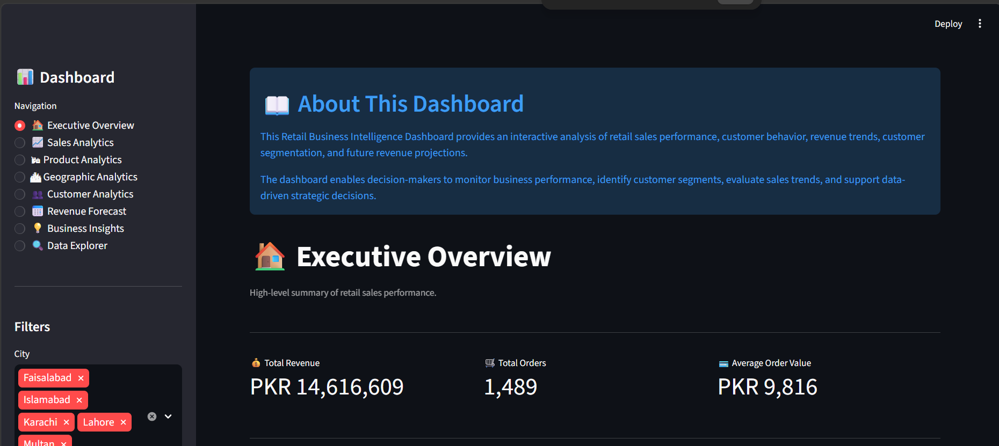 Deploy
Dashboard
Navigation
Executive Overview
Sales Analytics
Product Analytics
Geographic Analytics
Customer Analytics
Revenue Forecast
Business Insights
Data Explorer
Filters
City
Faisalabad
Islamabad
Karachi Lahore
Multan
About This Dashboard
This Retail Business Intelligence Dashboard provides an interactive analysis of retail sales performance, customer behavior, revenue trends, customer
segmentation, and future revenue projections.
The dashboard enables decision-makers to monitor business performance, identify customer segments, evaluate sales trends, and support data-
driven strategic decisions.
Executive Overview
High-level summary of retail sales performance.
Total Revenue Total Orders Average Order Value
PKR 14,616,609 1,489 PKR 9,816